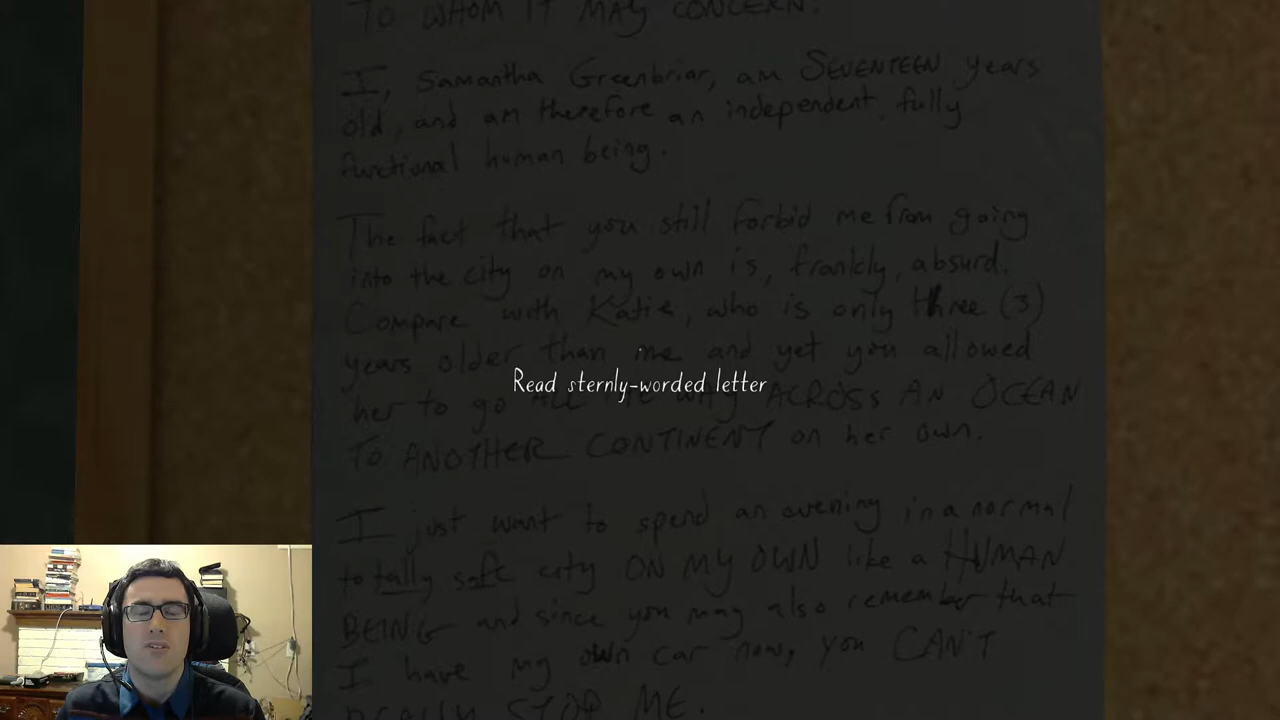 TO WHOM IT MAY CONCERN:
I, Samantha Greenbriar, am SEVENTEEN years
old, and am therefore an independent, fully
functional human being.
The fact that you still forbid me from going
into the city on my own is, frankly, absurd.
Compare with Katie, who is only three (3)
years older than me and yet you allowed
Read sternly-worded letter
her to go ALL THE WAY ACROSS AN OCEAN
TO ANOTHER CONTINENT on her own.
I just want to spend an evening in a normal
totally safe city ON MY OWN like a HUMAN
BEING and since you may also remember that
I have my own car now, you CAN'T
REALLY STOP ME.